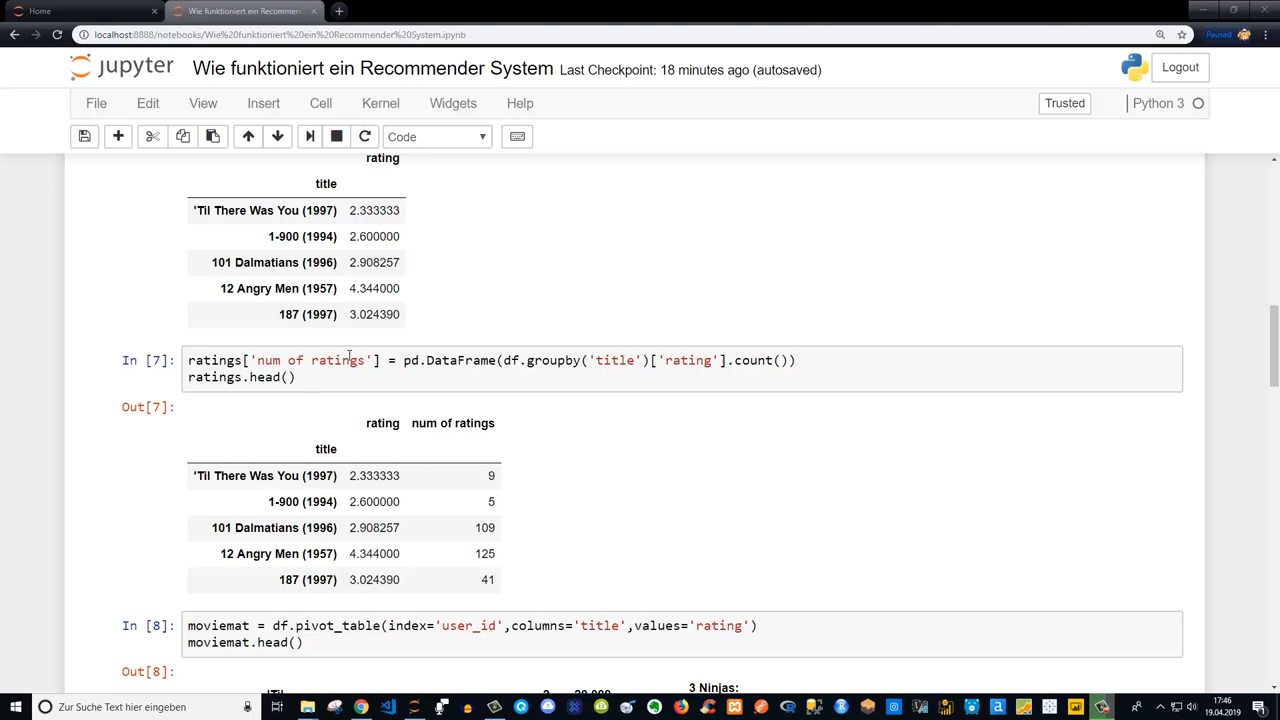 Home
Wie funktioniert ein Recommen
localhost:8888/notebooks/Wie%20funktioniert%20ein%20Recommender%20System.ipynb
Paused
jupyter Wie funktioniert ein Recommender System Last Checkpoint: 18 minutes ago (autosaved)
Logout
File Edit View Insert Cell Kernel Widgets Help
Trusted
Python 3
Code
rating
title
'Til There Was You (1997) 2.333333
1-900 (1994) 2.600000
101 Dalmatians (1996) 2.908257
12 Angry Men (1957) 4.344000
187 (1997) 3.024390
In [7]: ratings['num of ratings'] = pd.DataFrame(df.groupby('title')['rating'].count())
ratings.head()
Out[7]:
rating num of ratings
title
'Til There Was You (1997) 2.333333 9
1-900 (1994) 2.600000 5
101 Dalmatians (1996) 2.908257 109
12 Angry Men (1957) 4.344000 125
187 (1997) 3.024390 41
In [8]: moviemat = df.pivot_table(index='user_id',columns='title',values='rating')
moviemat.head()
Out[8]:
3 Ninjas:
Zur Suche Text hier eingeben
17:46
19.04.2019